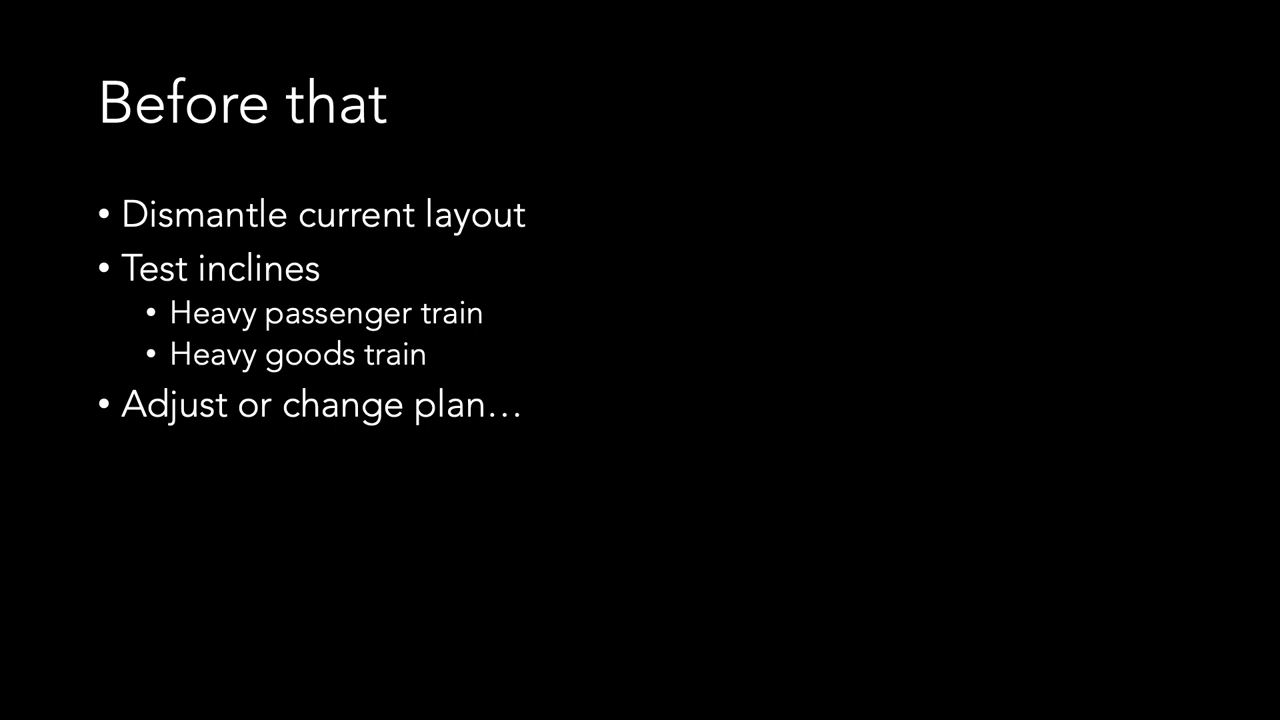 Before that
• Dismantle current layout
• Test inclines
• Heavy passenger train
• Heavy goods train
• Adjust or change plan…